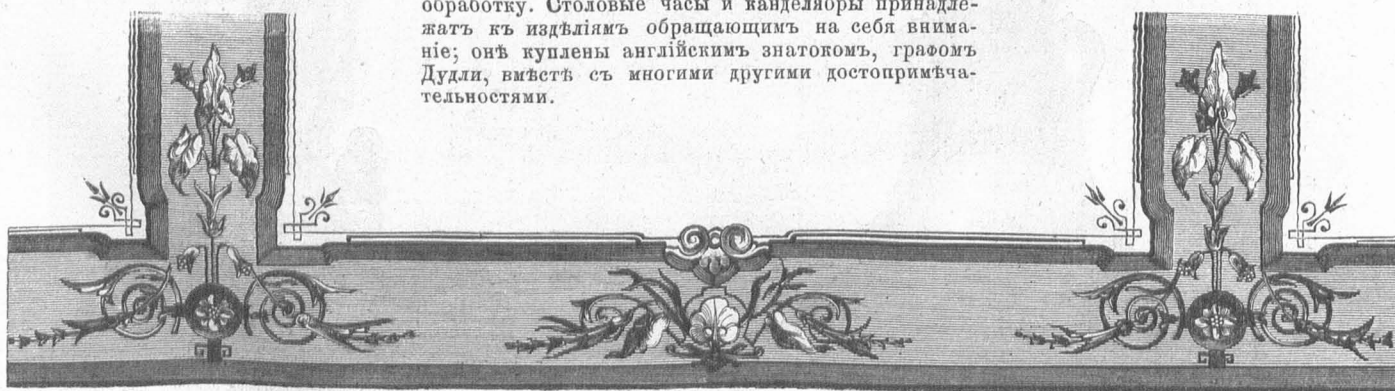 обработку. Столовые часы и канделябры принадле-
жатъ къ издѣліямъ обращающимъ на себя внима-
ніе; онѣ куплены англійскимъ знатокомъ, графомъ
Дудли, вмѣстѣ съ многими другими достопримѣча-
тельностями.